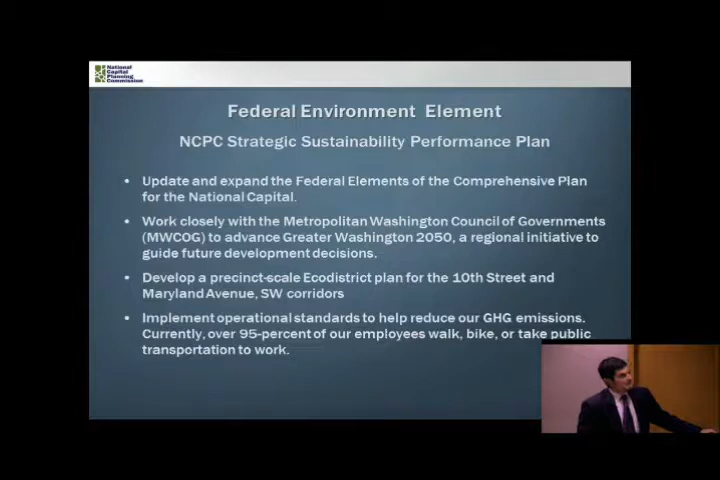 National
Capital
Planning
Commission
Federal Environment Element
NCPC Strategic Sustainability Performance Plan
• Update and expand the Federal Elements of the Comprehensive Plan
for the National Capital.
• Work closely with the Metropolitan Washington Council of Governments
(MWCOG) to advance Greater Washington 2050, a regional initiative to
guide future development decisions.
• Develop a precinct-scale Ecodistrict plan for the 10th Street and
Maryland Avenue, SW corridors
• Implement operational standards to help reduce our GHG emissions.
Currently, over 95-percent of our employees walk, bike, or take public
transportation to work.